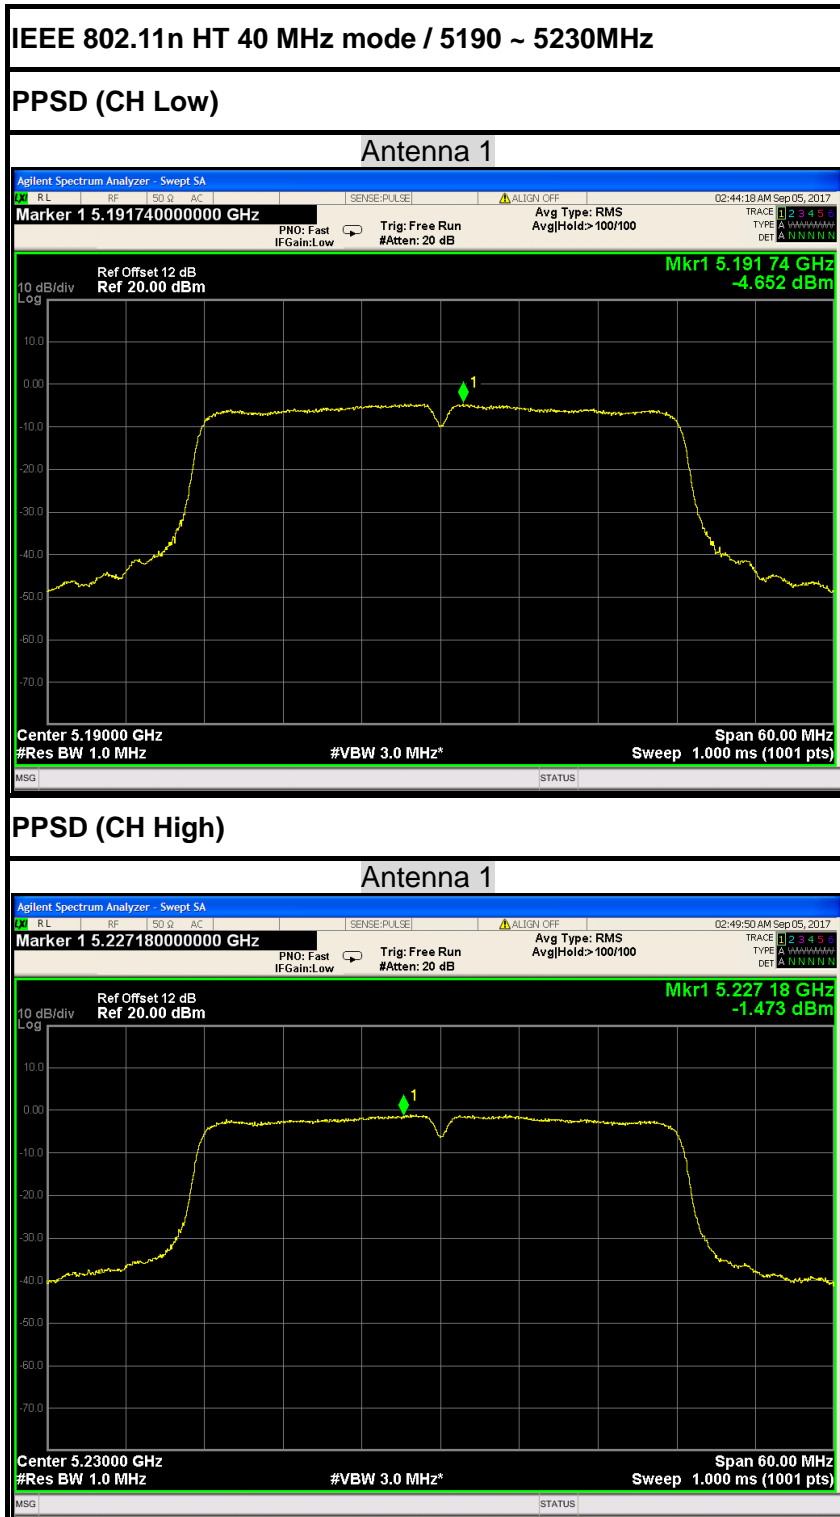 IEEE 802.11n HT 40 MHz mode / 5190 ~ 5230MHz
PPSD (CH Low)
Antenna 1
Agilent Spectrum Analyzer - Swept SA
LXI RL RF 50 Ω AC SENSE:PULSE ALIGN OFF 02:44:18 AM Sep 05, 2017
Marker 1 5.191740000000 GHz
PNO: Fast
IFGain:Low
Trig: Free Run
#Atten: 20 dB
Avg Type: RMS
Avg|Hold:>100/100
TRACE 1 2 3 4 5 6
TYPE A WWWWW
DET A N N N N N
Mkr1 5.191 74 GHz
-4.652 dBm
Ref Offset 12 dB
10 dB/div Ref 20.00 dBm
Log
10.0
0.00
-10.0
-20.0
-30.0
-40.0
-50.0
-60.0
-70.0
1
Center 5.19000 GHz
Span 60.00 MHz
#Res BW 1.0 MHz
#VBW 3.0 MHz*
Sweep 1.000 ms (1001 pts)
MSG STATUS
PPSD (CH High)
Antenna 1
Agilent Spectrum Analyzer - Swept SA
LXI RL RF 50 Ω AC SENSE:PULSE ALIGN OFF 02:49:50 AM Sep 05, 2017
Marker 1 5.227180000000 GHz
PNO: Fast
IFGain:Low
Trig: Free Run
#Atten: 20 dB
Avg Type: RMS
Avg|Hold:>100/100
TRACE 1 2 3 4 5 6
TYPE A WWWWW
DET A N N N N N
Mkr1 5.227 18 GHz
-1.473 dBm
Ref Offset 12 dB
10 dB/div Ref 20.00 dBm
Log
10.0
0.00
-10.0
-20.0
-30.0
-40.0
-50.0
-60.0
-70.0
1
Center 5.23000 GHz
Span 60.00 MHz
#Res BW 1.0 MHz
#VBW 3.0 MHz*
Sweep 1.000 ms (1001 pts)
MSG STATUS